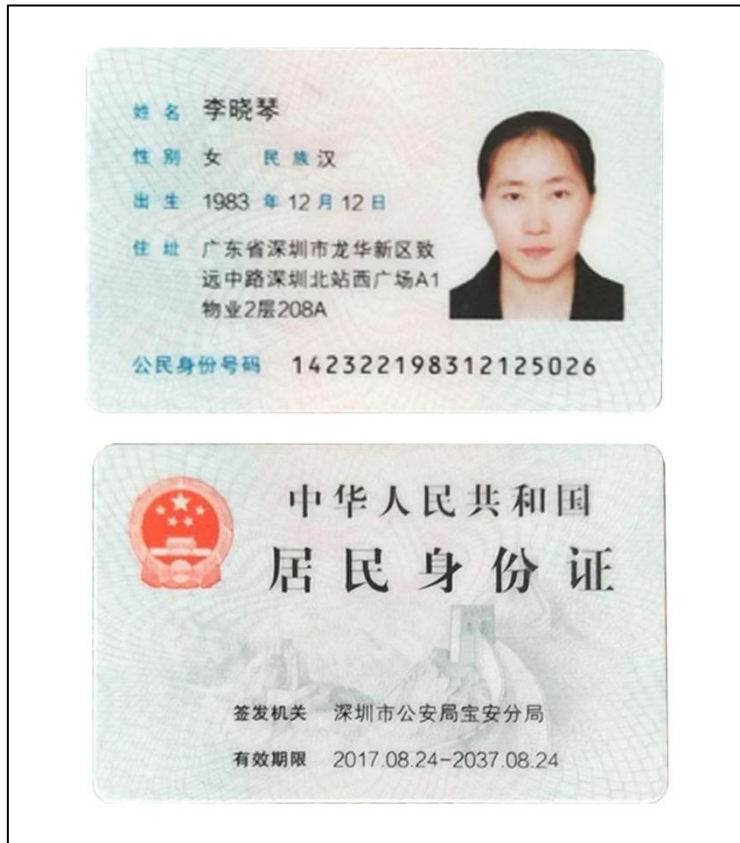 姓名 李晓琴
性别 女 民族 汉
出生 1983 年 12 月 12 日
住址 广东省深圳市龙华新区致
远中路深圳北站西广场A1
物业2层208A
公民身份号码 142322198312125026
中华人民共和国
居民身份证
签发机关 深圳市公安局宝安分局
有效期限 2017.08.24-2037.08.24